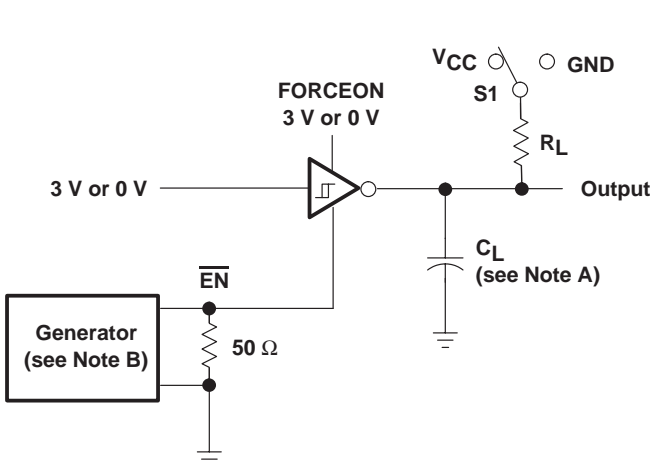 VCC
GND
S1
FORCEON
3 V or 0 V
RL
3 V or 0 V
Output
CL
(see Note A)
EN
Generator
(see Note B)
50 Ω